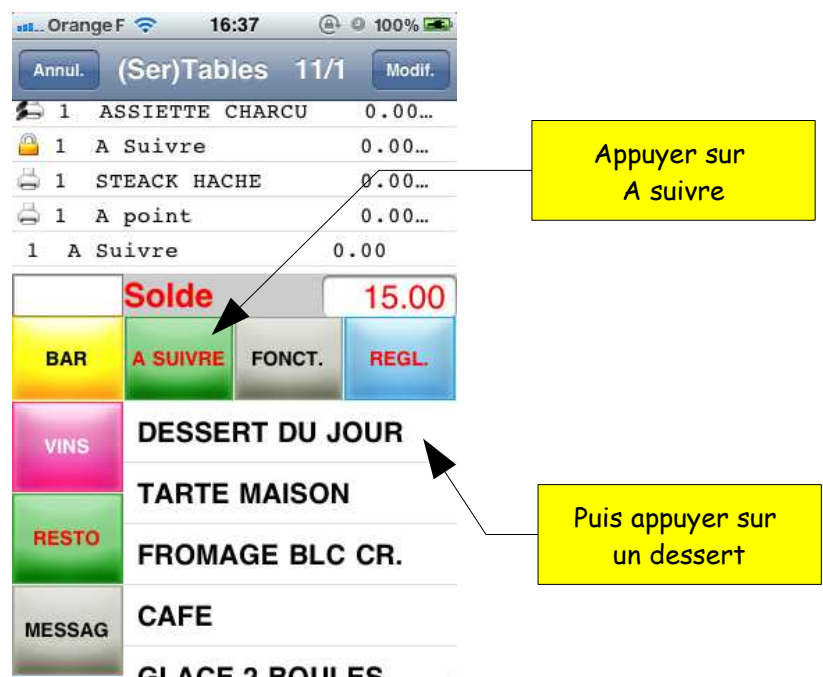 Orange F 16:37 100%
Annul. (Ser)Tables 11/1 Modif.
1 ASSIETTE CHARCU 0.00…
1 A Suivre 0.00…
1 STEACK HACHE 0.00…
1 A point 0.00…
1 A Suivre 0.00
Solde 15.00
BAR A SUIVRE FONCT. REGL.
VINS
RESTO
MESSAG
DESSERT DU JOUR
TARTE MAISON
FROMAGE BLC CR.
CAFE
GLACE 2 BOULES
Appuyer sur
A suivre
Puis appuyer sur
un dessert